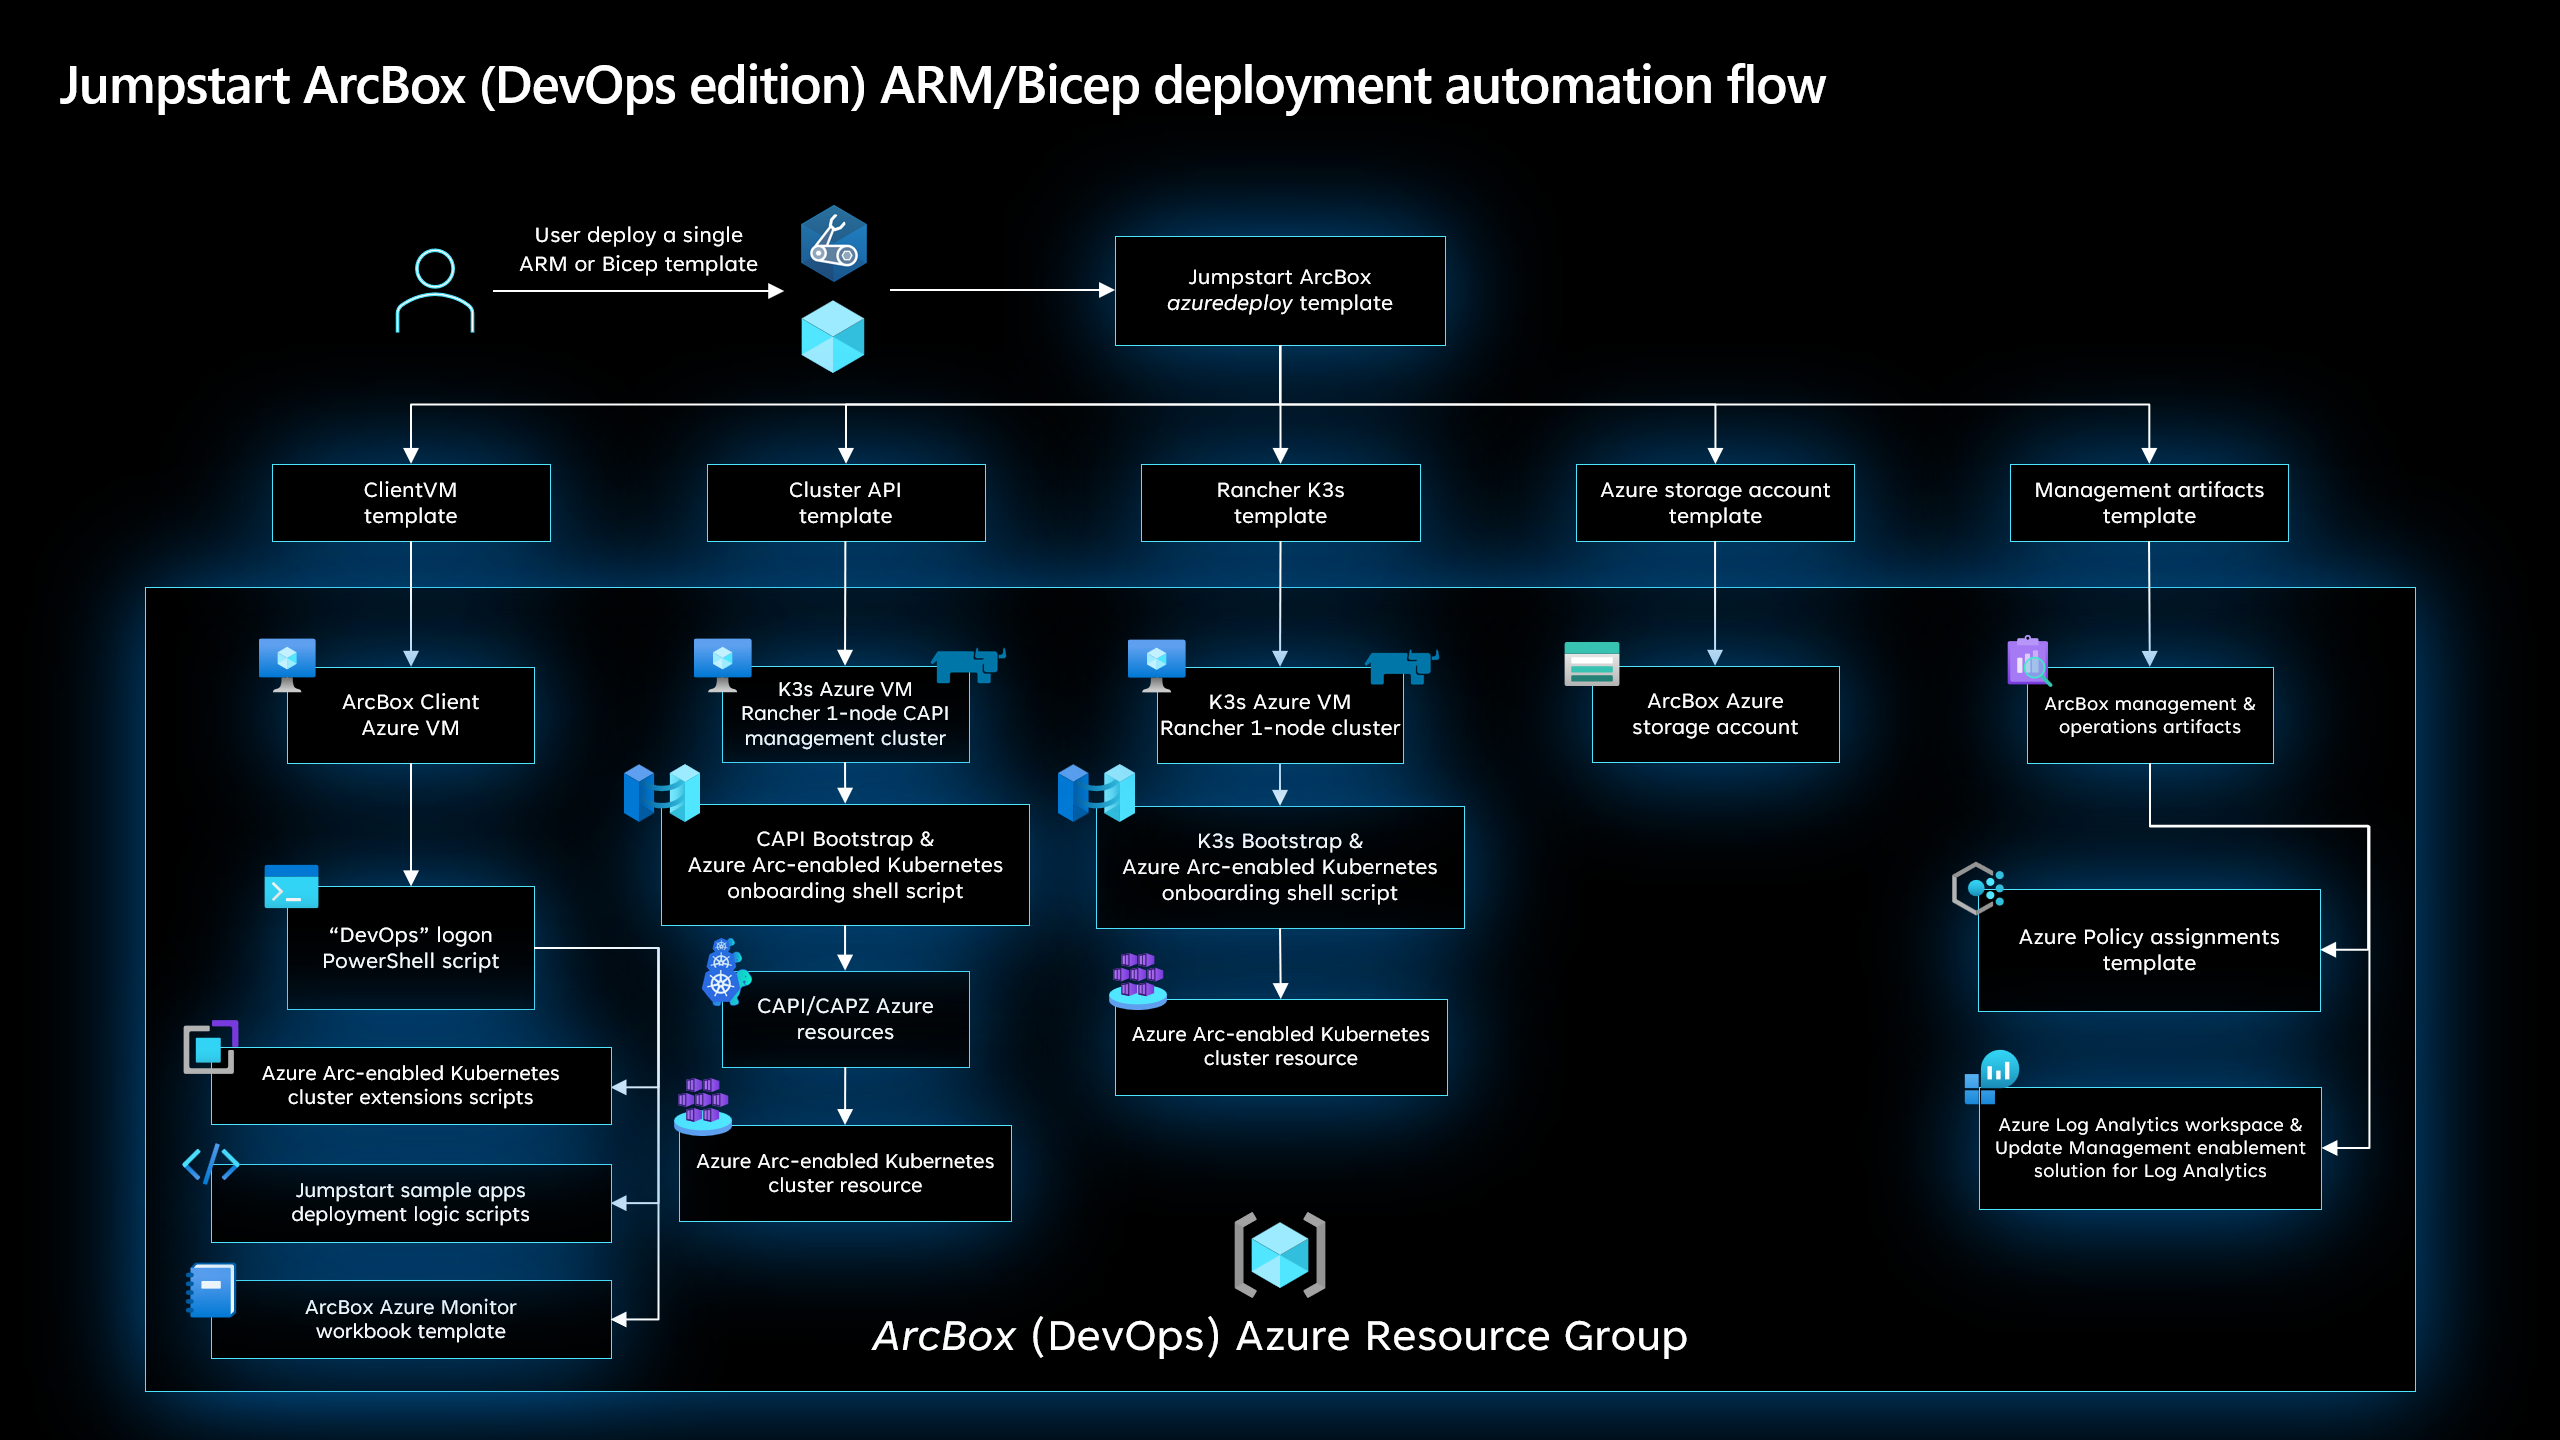 Jumpstart ArcBox (DevOps edition) ARM/Bicep deployment automation flow
User deploy a single
ARM or Bicep template
Jumpstart ArcBox
azuredeploy template
ClientVM
template
Cluster API
template
Rancher K3s
template
Azure storage account
template
Management artifacts
template
ArcBox Client
Azure VM
K3s Azure VM
Rancher 1-node CAPI
management cluster
K3s Azure VM
Rancher 1-node cluster
ArcBox Azure
storage account
ArcBox management &
operations artifacts
CAPI Bootstrap &
Azure Arc-enabled Kubernetes
onboarding shell script
K3s Bootstrap &
Azure Arc-enabled Kubernetes
onboarding shell script
“DevOps” logon
PowerShell script
Azure Policy assignments
template
CAPI/CAPZ Azure
resources
Azure Arc-enabled Kubernetes
cluster resource
Azure Arc-enabled Kubernetes
cluster extensions scripts
Azure Arc-enabled Kubernetes
cluster resource
Azure Log Analytics workspace &
Update Management enablement
solution for Log Analytics
Jumpstart sample apps
deployment logic scripts
ArcBox Azure Monitor
workbook template
ArcBox (DevOps) Azure Resource Group